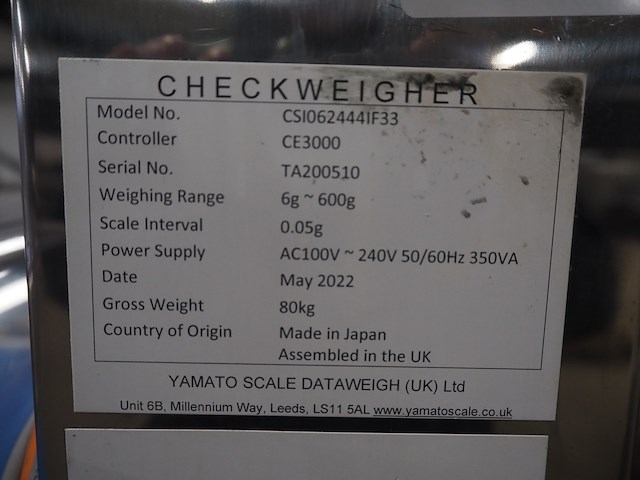 CHECKWEIGHER
Model No. CSI062444IF33
Controller CE3000
Serial No. TA200510
Weighing Range 6g ~ 600g
Scale Interval 0.05g
Power Supply AC100V ~ 240V 50/60Hz 350VA
Date May 2022
Gross Weight 80kg
Country of Origin Made in Japan
Assembled in the UK
YAMATO SCALE DATAWEIGH (UK) Ltd
Unit 6B, Millennium Way, Leeds, LS11 5AL www.yamatoscale.co.uk